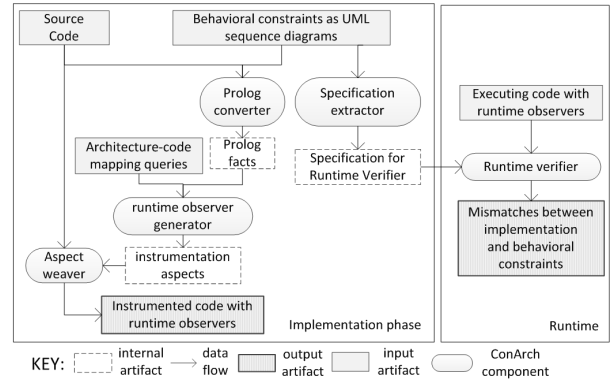 Source
Code
Behavioral constraints as UML
sequence diagrams
Prolog
converter
Specification
extractor
Executing code with
runtime observers
Architecture-code
mapping queries
Prolog
facts
Specification for
Runtime Verifier
Runtime verifier
runtime observer
generator
Mismatches between
implementation
and behavioral
constraints
Aspect
weaver
instrumentation
aspects
Instrumented code with
runtime observers
Implementation phase
Runtime
KEY:
internal
artifact
data
flow
output
artifact
input
artifact
ConArch
component